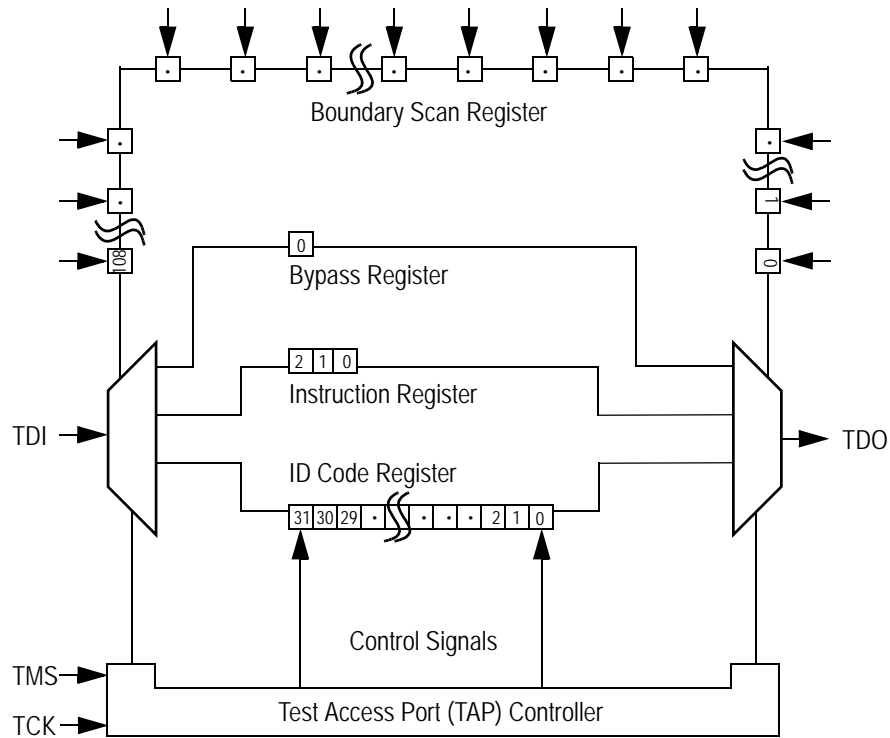 Boundary Scan Register
1
108
0
0
Bypass Register
2 1 0
Instruction Register
TDI
TDO
ID Code Register
31 30 29 · · · · 2 1 0
Control Signals
TMS
Test Access Port (TAP) Controller
TCK